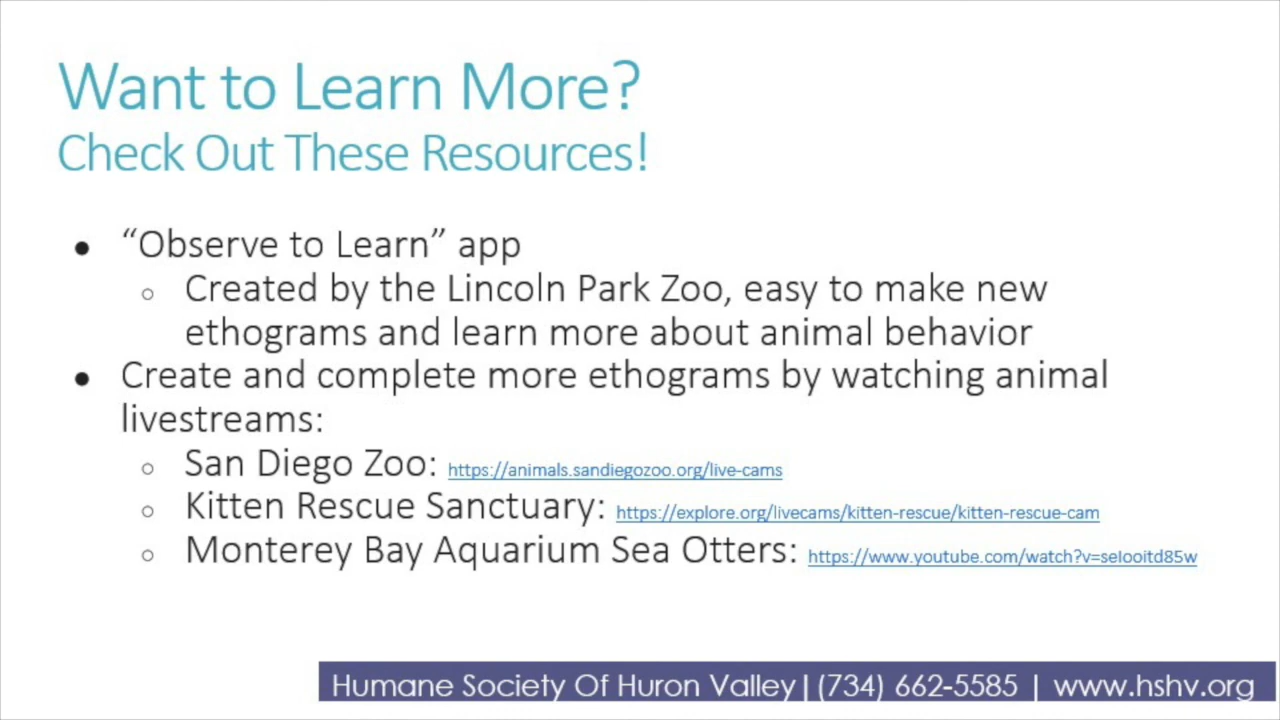 Want to Learn More?
Check Out These Resources!
● “Observe to Learn” app
○ Created by the Lincoln Park Zoo, easy to make new
ethograms and learn more about animal behavior
● Create and complete more ethograms by watching animal
livestreams:
○ San Diego Zoo: https://animals.sandiegozoo.org/live-cams
○ Kitten Rescue Sanctuary: https://explore.org/livecams/kitten-rescue/kitten-rescue-cam
○ Monterey Bay Aquarium Sea Otters: https://www.youtube.com/watch?v=selooitd85w
Humane Society Of Huron Valley | (734) 662-5585 | www.hshv.org